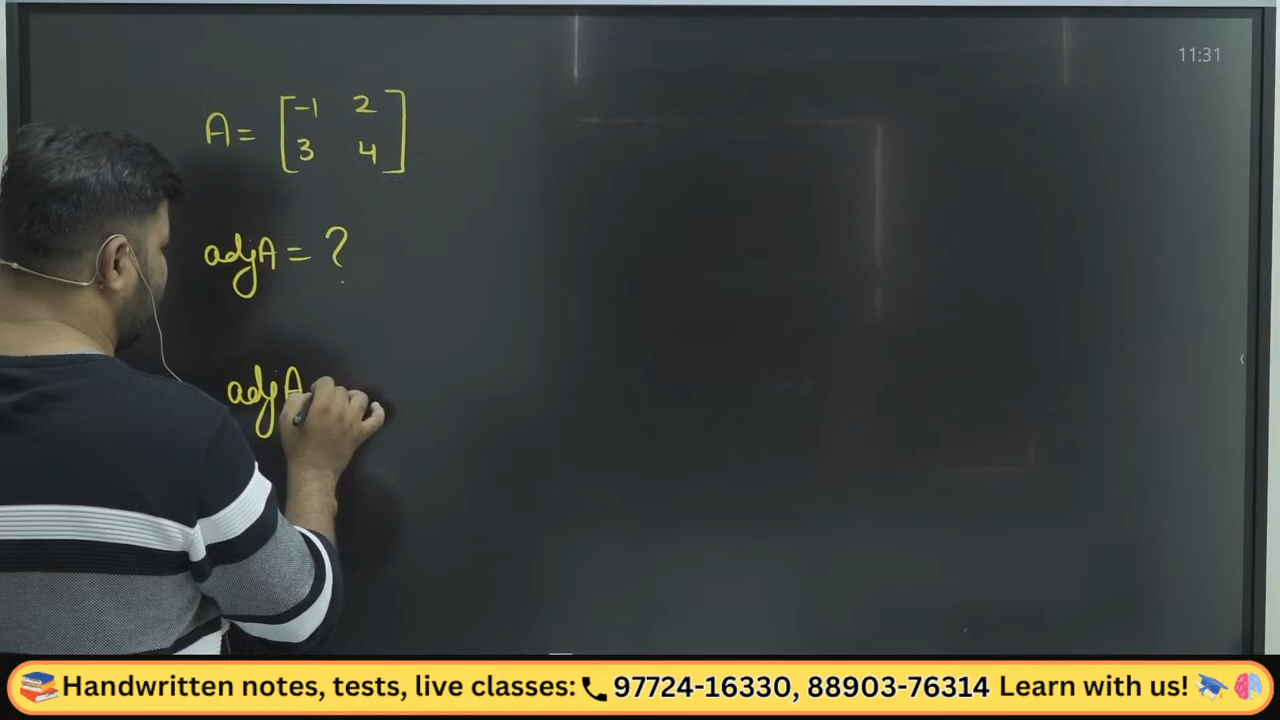 11:31
A = [-1 2
3 4]
adjA = ?
adjA
Handwritten notes, tests, live classes: 97724-16330, 88903-76314 Learn with us!